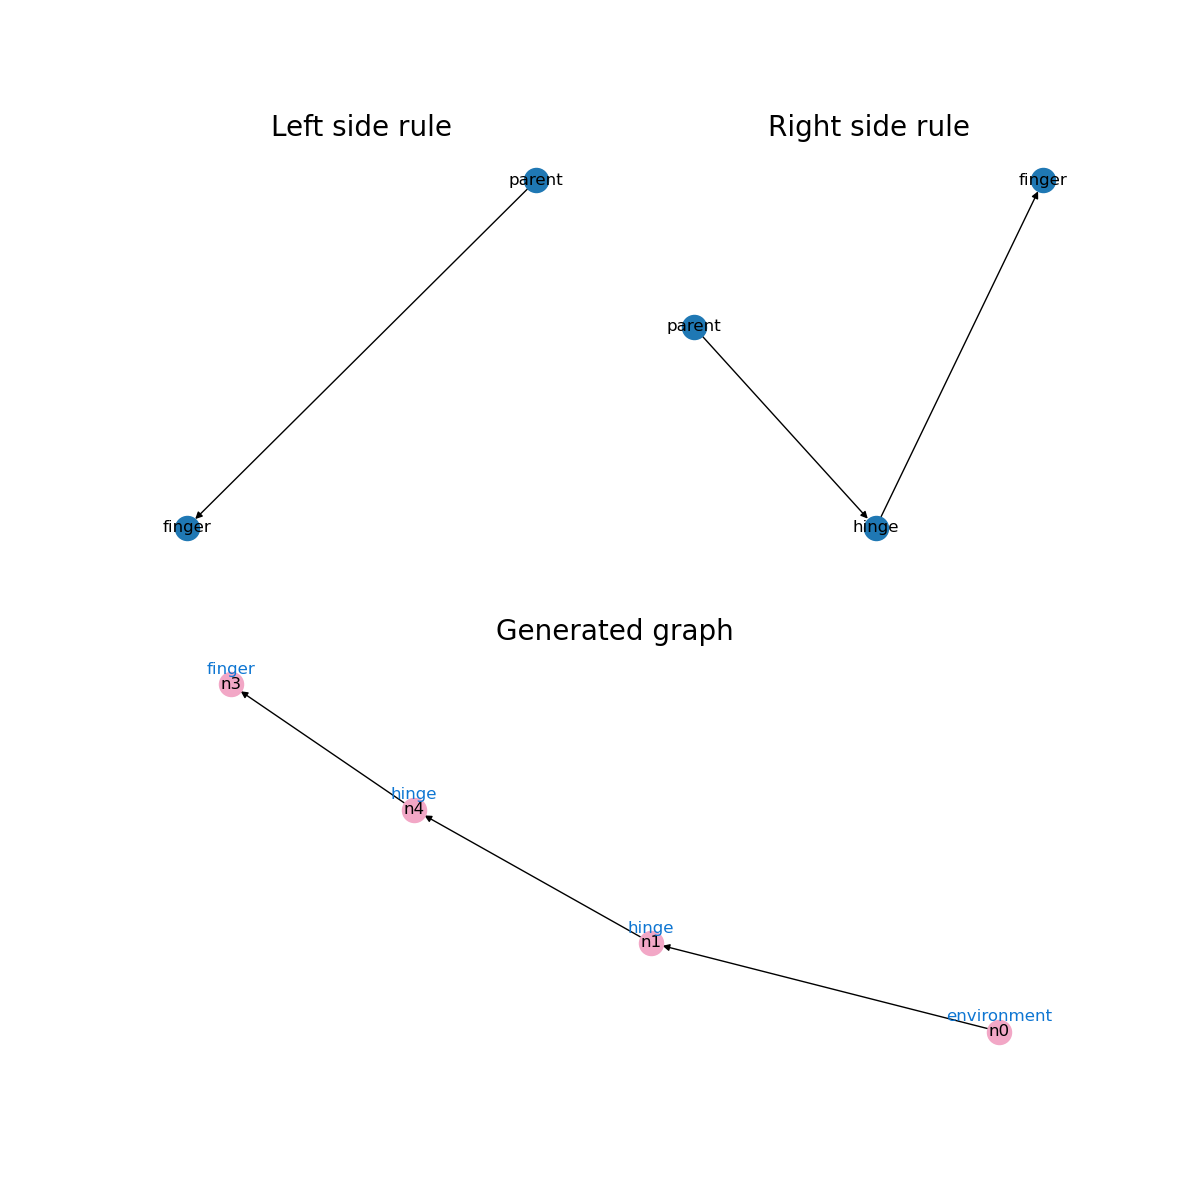 Left side rule
Right side rule
parent
finger
finger
parent
hinge
Generated graph
finger
n3
hinge
n4
hinge
n1
environment
n0